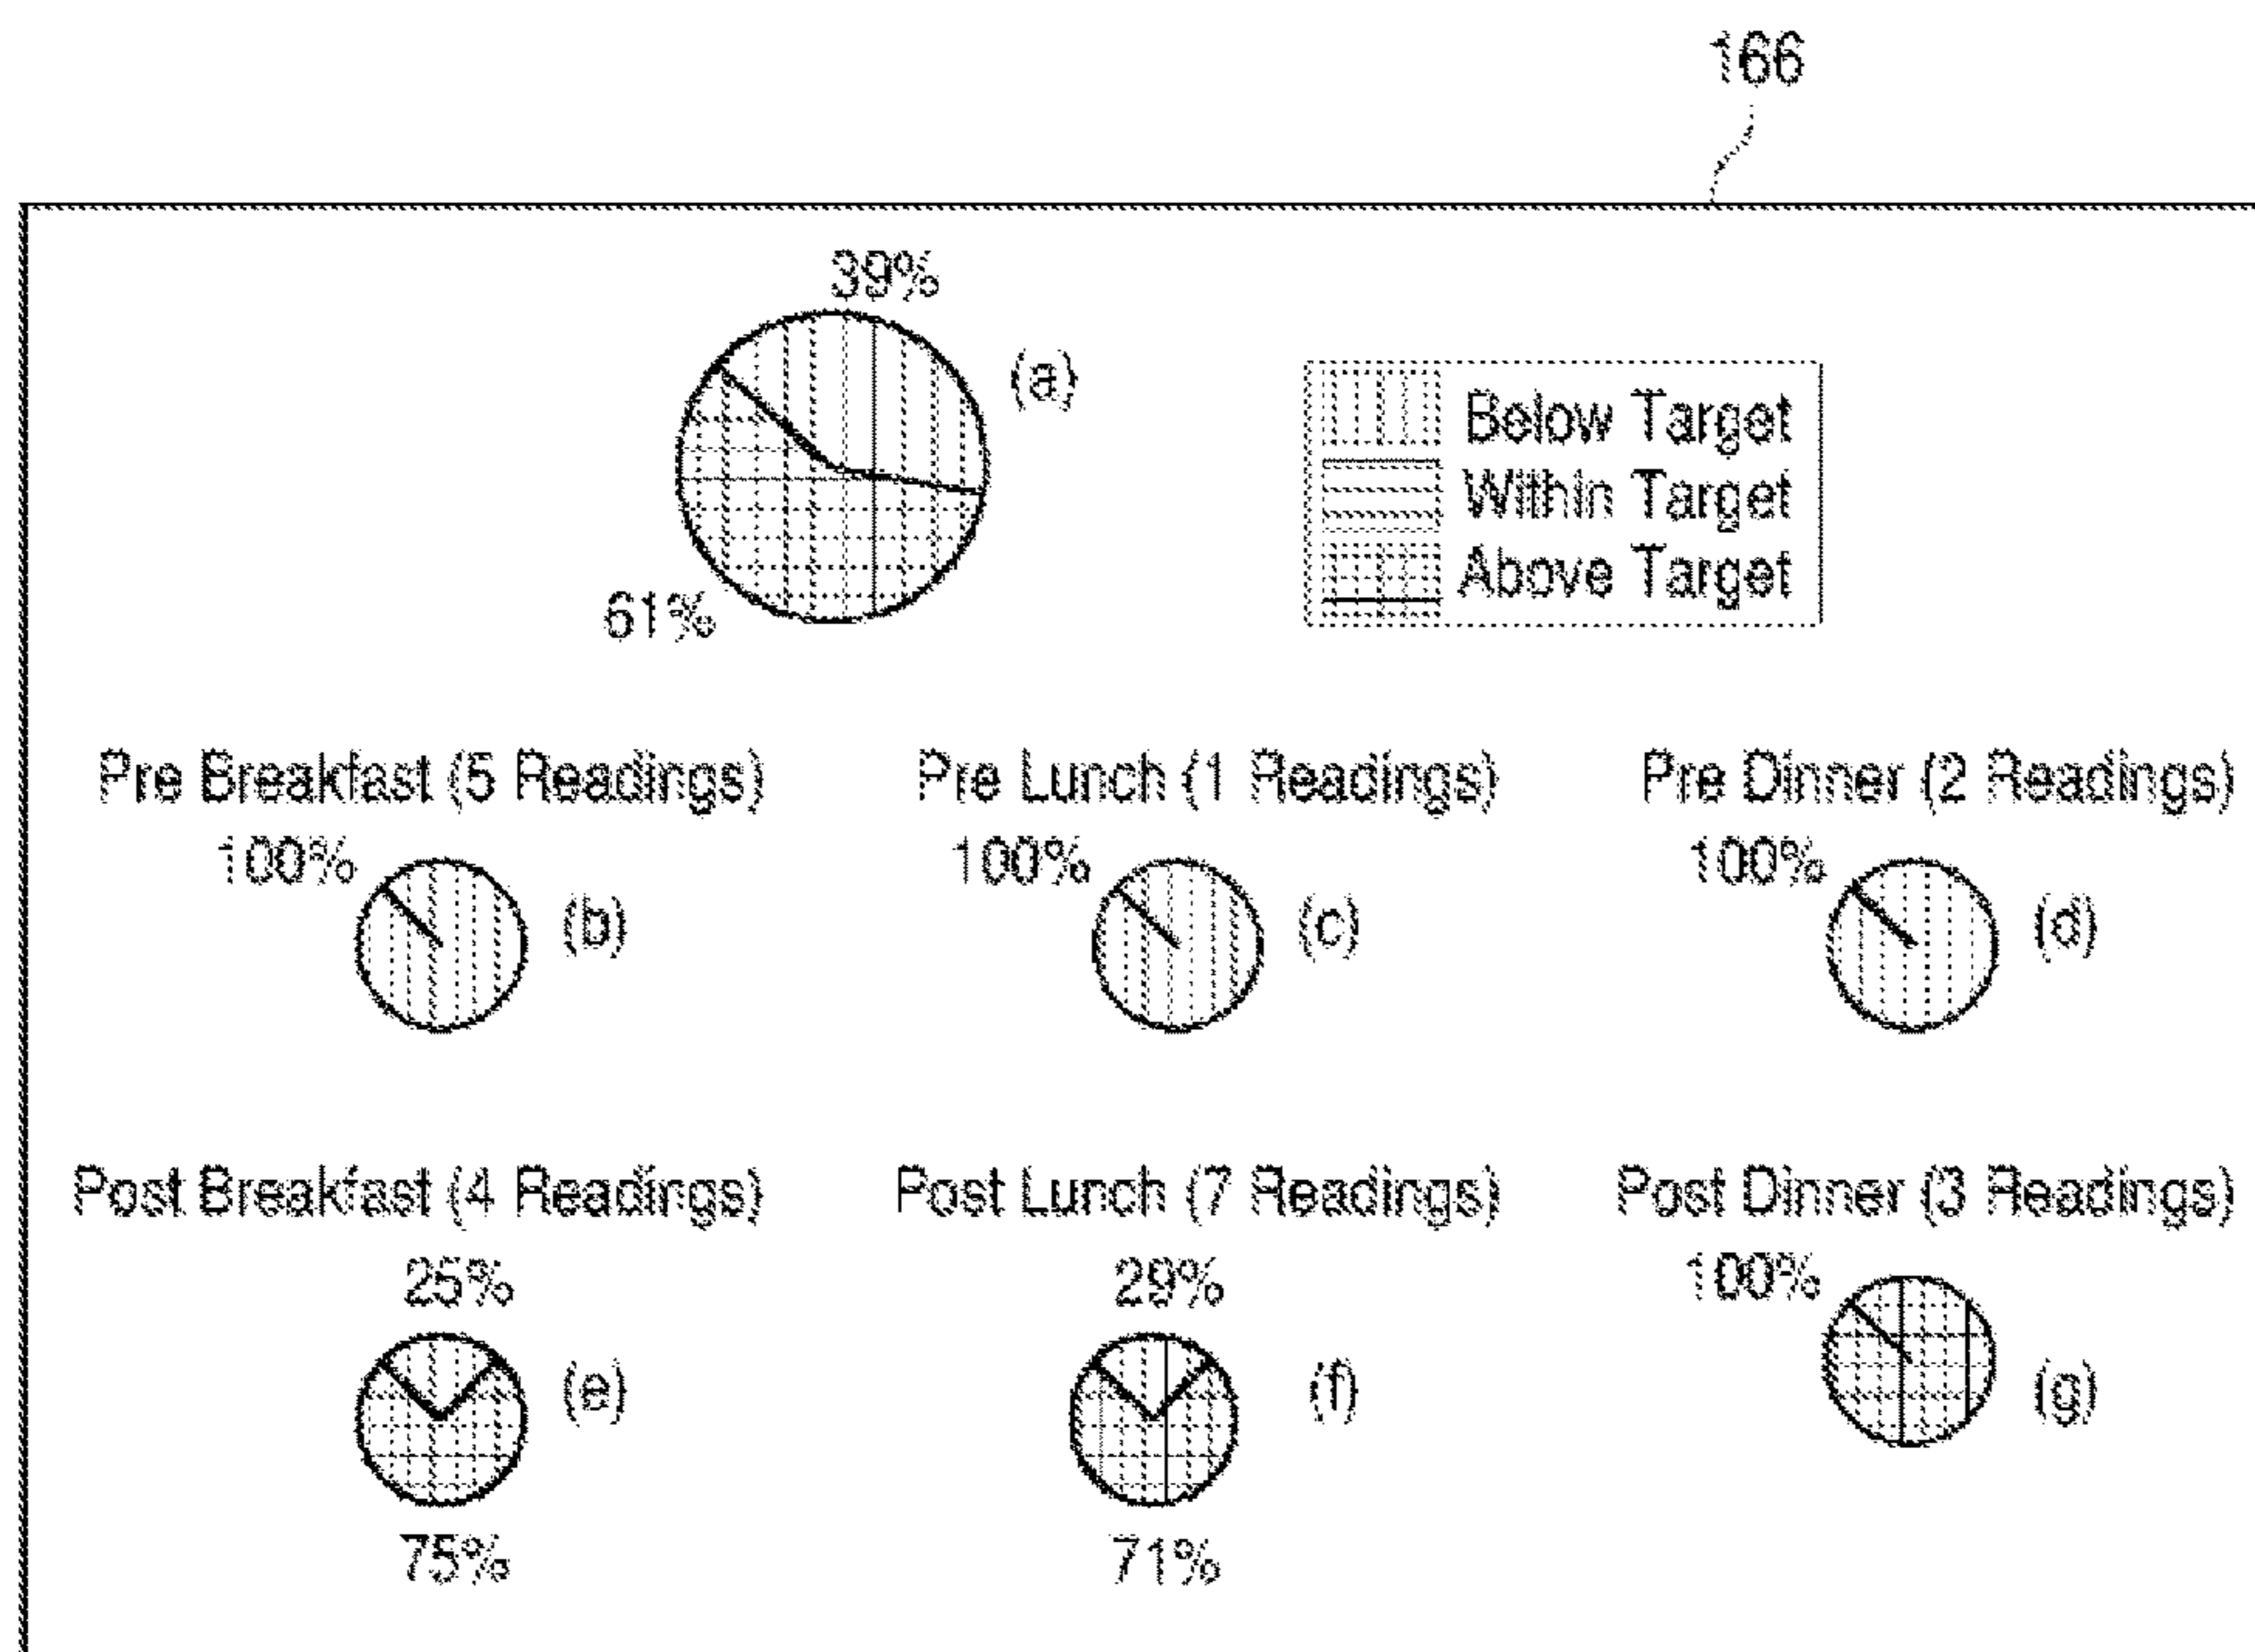 166
39%
(a)
Below Target
Within Target
Above Target
61%
Pre Breakfast (5 Readings)
Pre Lunch (1 Readings)
Pre Dinner (2 Readings)
100%
(b)
100%
(c)
100%
(d)
Post Breakfast (4 Readings)
Post Lunch (7 Readings)
Post Dinner (3 Readings)
25%
(e)
75%
29%
(f)
71%
100%
(g)